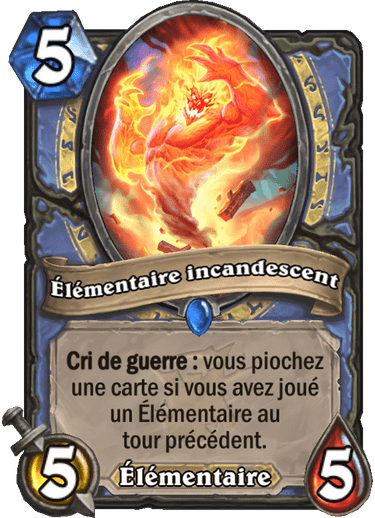 5
Élémentaire incandescent
Cri de guerre : vous piochez
une carte si vous avez joué
un Élémentaire au
tour précédent.
5
Élémentaire
5